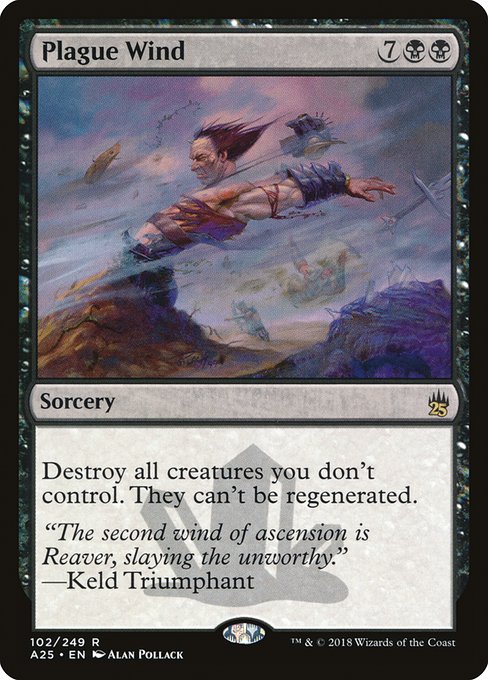 Plague Wind 7
Sorcery
25
Destroy all creatures you don't
control. They can't be regenerated.
“The second wind of ascension is
Reaver, slaying the unworthy.”
—Keld Triumphant
102/249 R
A25 • EN Alan Pollack
™ & © 2018 Wizards of the Coast